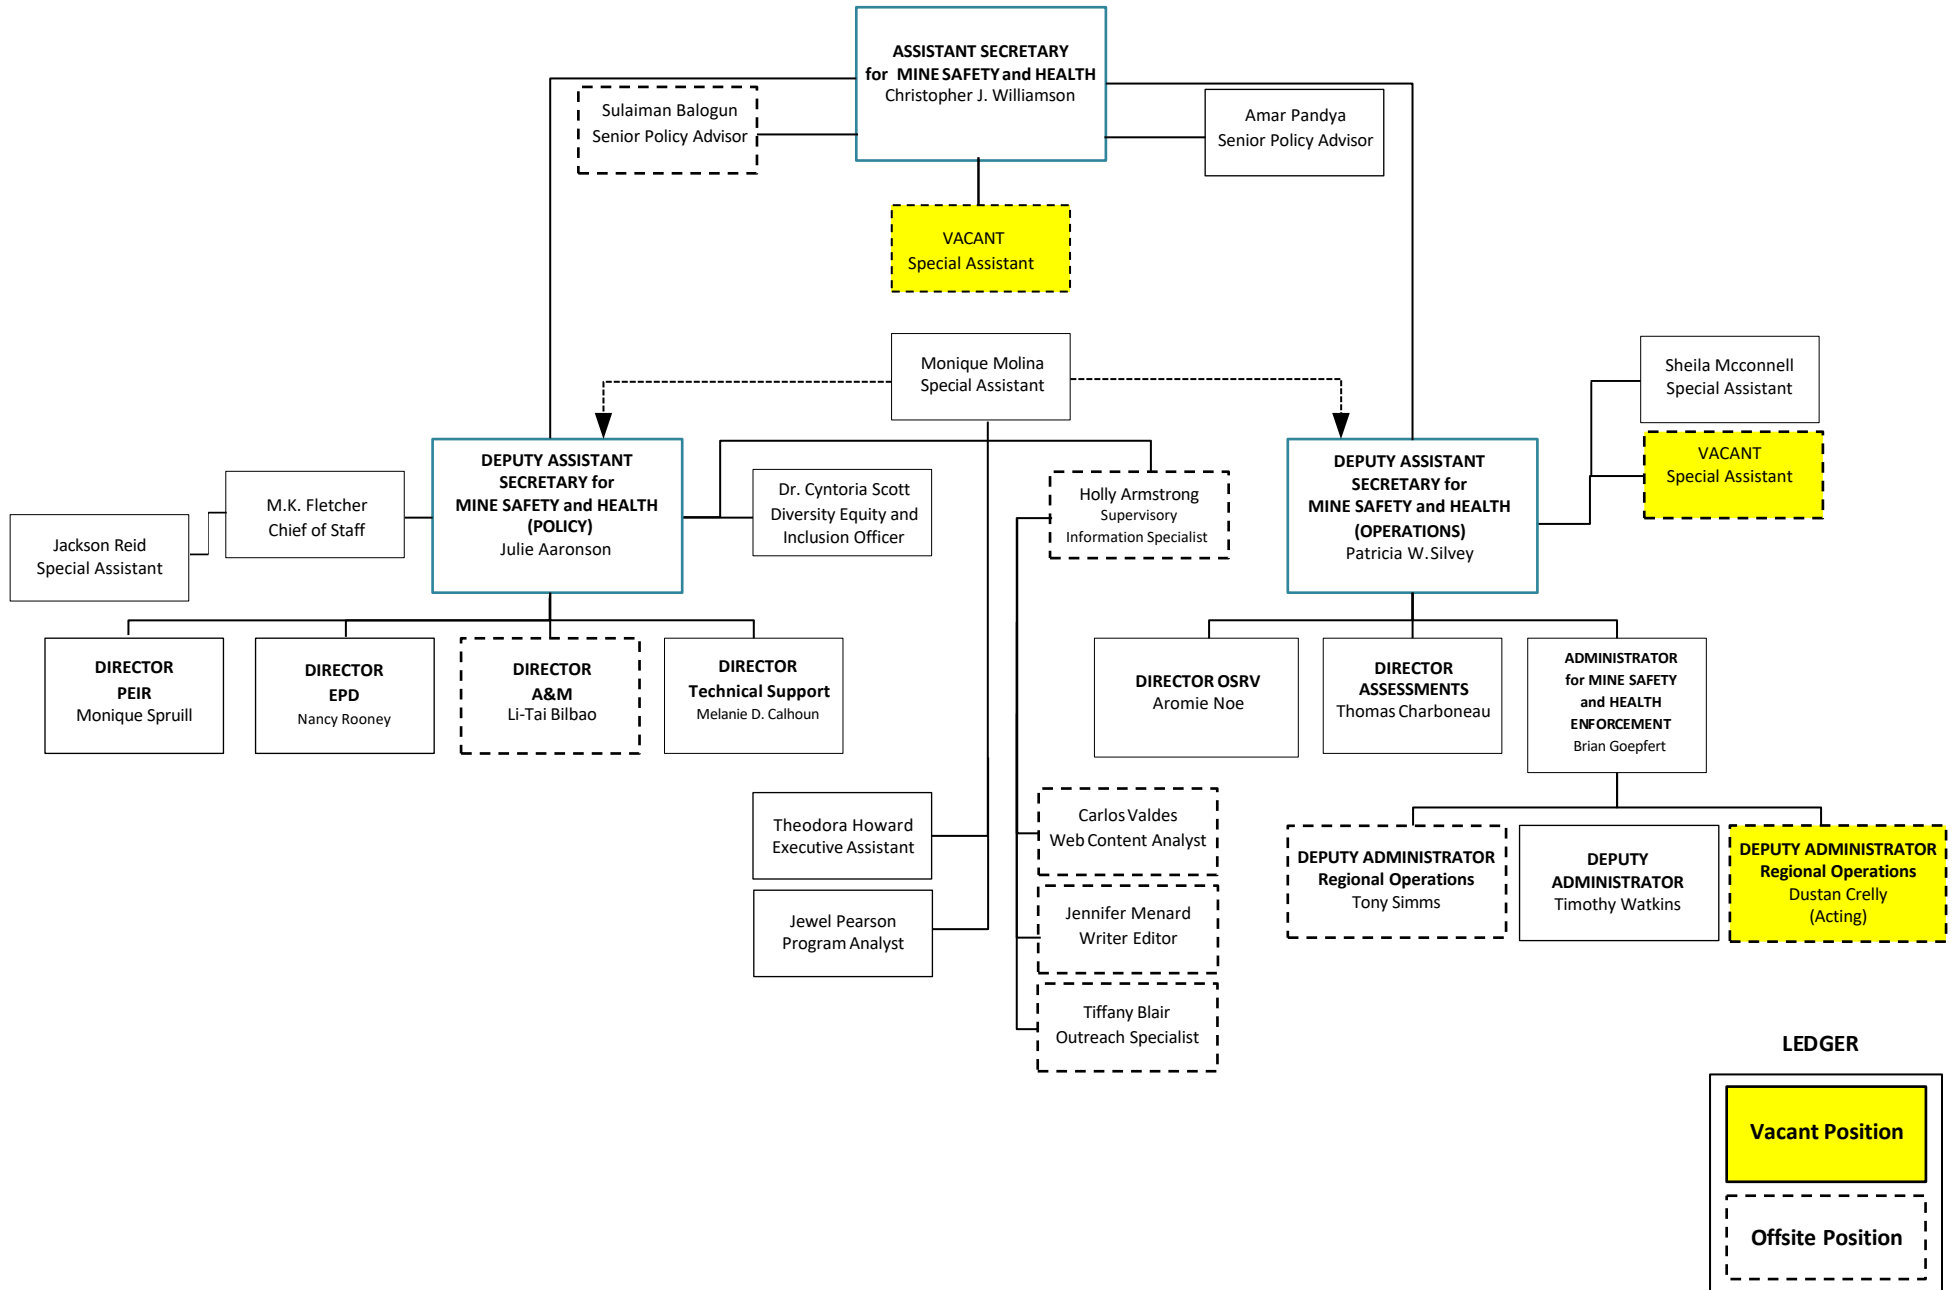 ASSISTANT SECRETARY
for MINE SAFETY and HEALTH
Christopher J. Williamson
Sulaiman Balogun
Senior Policy Advisor
Amar Pandya
Senior Policy Advisor
VACANT
Special Assistant
Monique Molina
Special Assistant
Sheila Mcconnell
Special Assistant
VACANT
Special Assistant
DEPUTY ASSISTANT
SECRETARY for
MINE SAFETY and HEALTH
(POLICY)
Julie Aaronson
M.K. Fletcher
Chief of Staff
Jackson Reid
Special Assistant
Dr. Cyntoria Scott
Diversity Equity and
Inclusion Officer
Holly Armstrong
Supervisory
Information Specialist
DEPUTY ASSISTANT
SECRETARY for
MINE SAFETY and HEALTH
(OPERATIONS)
Patricia W. Silvey
DIRECTOR
PEIR
Monique Spruill
DIRECTOR
EPD
Nancy Rooney
DIRECTOR
A&M
Li-Tai Bilbao
DIRECTOR
Technical Support
Melanie D. Calhoun
DIRECTOR OSRV
Aromie Noe
DIRECTOR
ASSESSMENTS
Thomas Charboneau
ADMINISTRATOR
for MINE SAFETY
and HEALTH
ENFORCEMENT
Brian Goepfert
Theodora Howard
Executive Assistant
Jewel Pearson
Program Analyst
Carlos Valdes
Web Content Analyst
Jennifer Menard
Writer Editor
Tiffany Blair
Outreach Specialist
DEPUTY ADMINISTRATOR
Regional Operations
Tony Simms
DEPUTY
ADMINISTRATOR
Timothy Watkins
DEPUTY ADMINISTRATOR
Regional Operations
Dustan Crelly
(Acting)
LEDGER
Vacant Position
Offsite Position